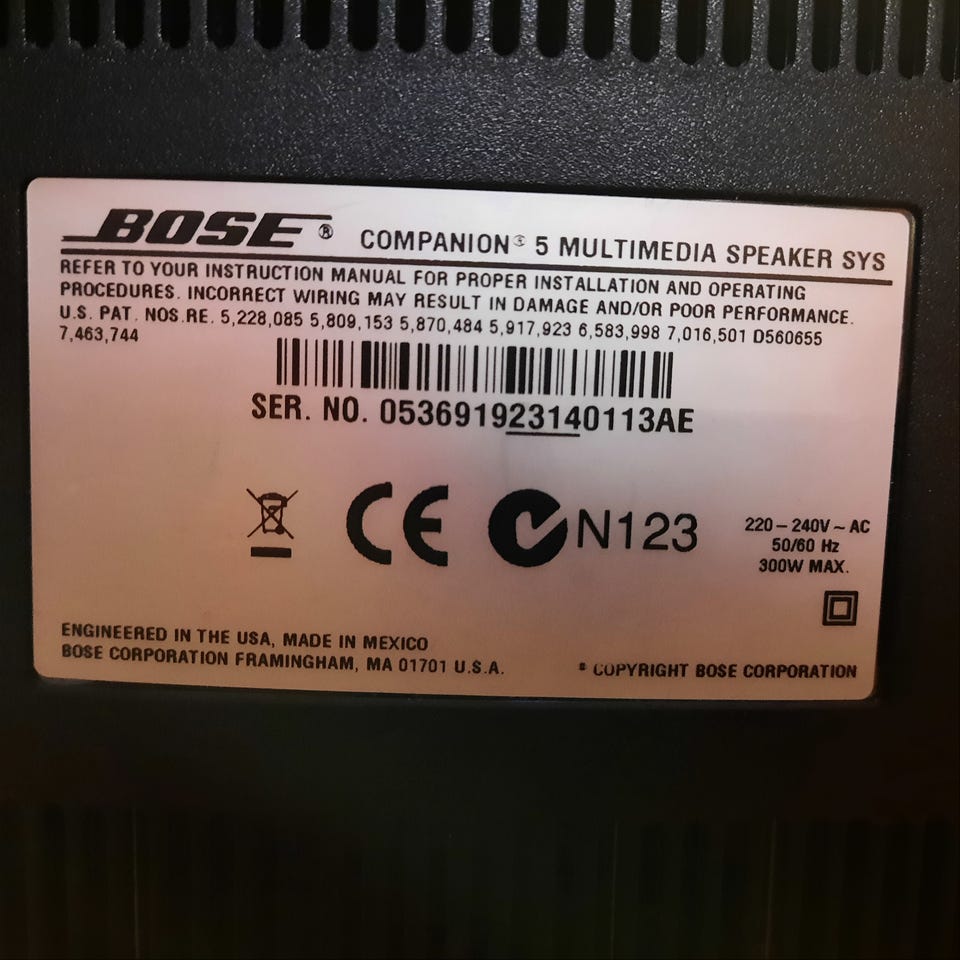 BOSE® COMPANION® 5 MULTIMEDIA SPEAKER SYS
REFER TO YOUR INSTRUCTION MANUAL FOR PROPER INSTALLATION AND OPERATING
PROCEDURES. INCORRECT WIRING MAY RESULT IN DAMAGE AND/OR POOR PERFORMANCE.
U.S. PAT. NOS.RE. 5,228,085 5,809,153 5,870,484 5,917,923 6,583,998 7,016,501 D560655
7,463,744
SER. NO. 053691923140113AE
CE N123
220 – 240V ~ AC
50/60 Hz
300W MAX.
ENGINEERED IN THE USA, MADE IN MEXICO
BOSE CORPORATION FRAMINGHAM, MA 01701 U.S.A.
© COPYRIGHT BOSE CORPORATION